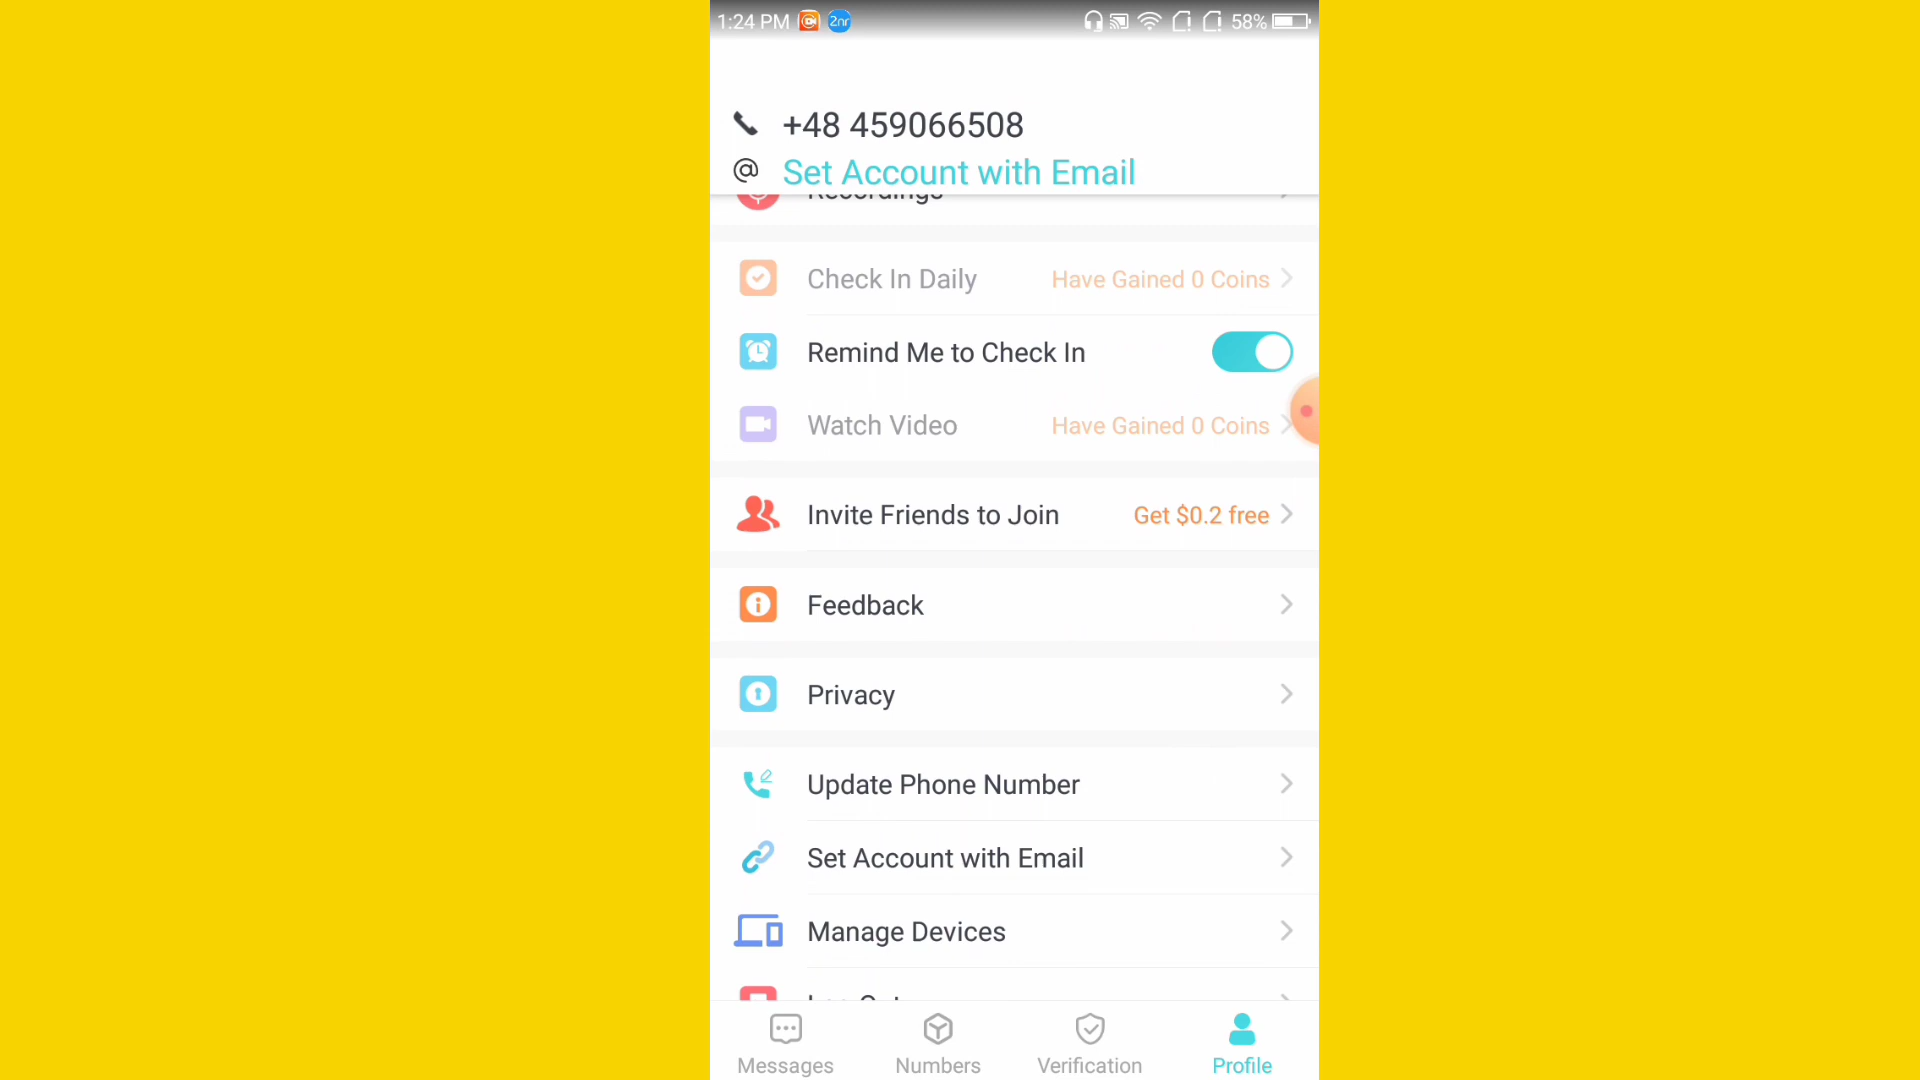 1:24 PM 2nr 58%
+48 459066508
Set Account with Email
Recordings
Check In Daily Have Gained 0 Coins
Remind Me to Check In
Watch Video Have Gained 0 Coins
Invite Friends to Join Get $0.2 free
Feedback
Privacy
Update Phone Number
Set Account with Email
Manage Devices
Messages Numbers Verification Profile